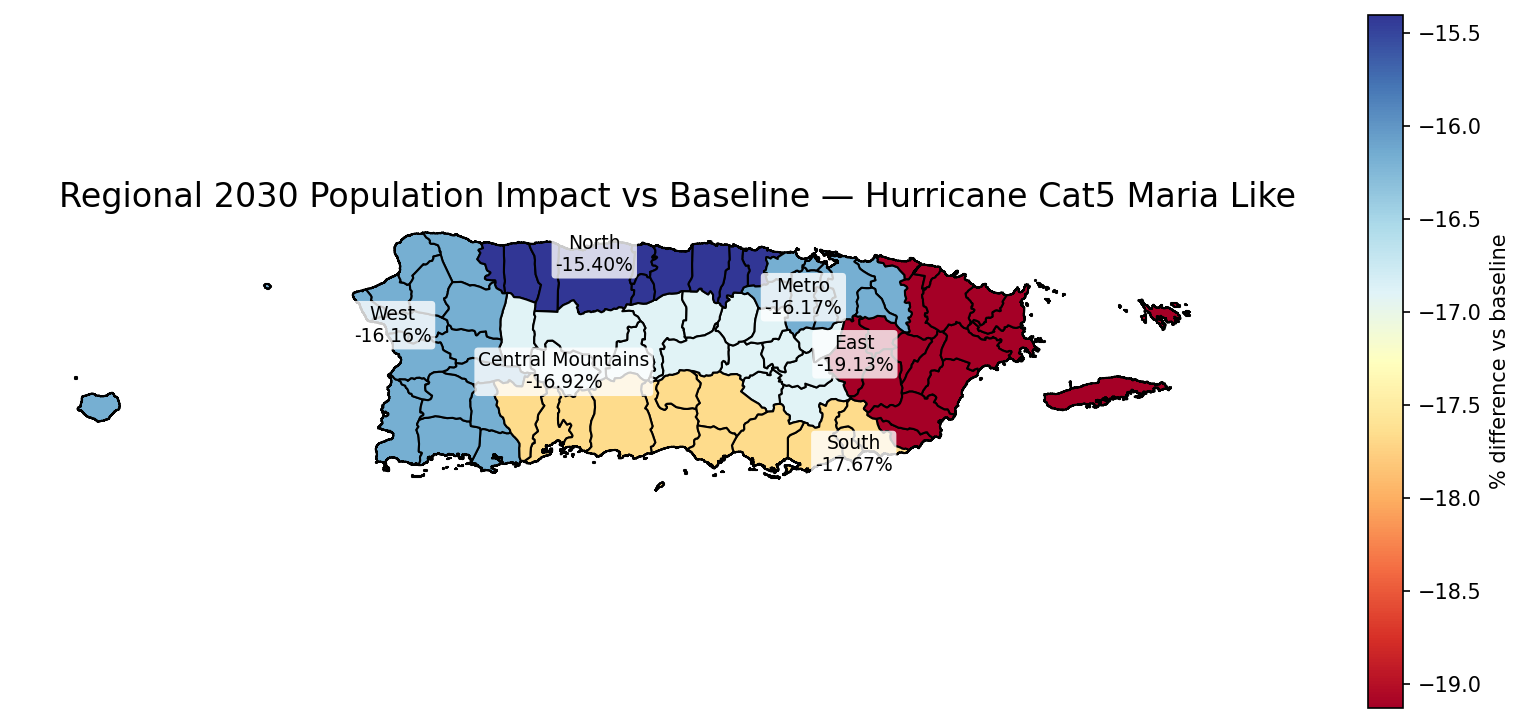 Regional 2030 Population Impact vs Baseline — Hurricane Cat5 Maria Like
North
-15.40%
Metro
-16.17%
West
-16.16%
East
-19.13%
Central Mountains
-16.92%
South
-17.67%
−15.5
−16.0
−16.5
−17.0
−17.5
−18.0
−18.5
−19.0
% difference vs baseline